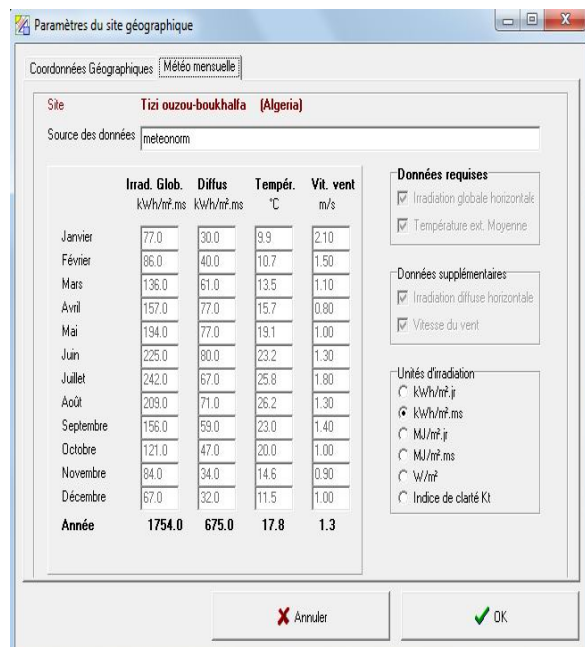 Paramètres du site géographique
Coordonnées Géographiques Météo mensuelle
Site Tizi ouzou-boukhalfa (Algeria)
Source des données meteonorm
Irrad. Glob. Diffus Tempér. Vit. vent
kWh/m².ms kWh/m².ms °C m/s
Janvier 77.0 30.0 9.9 2.10
Février 86.0 40.0 10.7 1.50
Mars 136.0 61.0 13.5 1.10
Avril 157.0 77.0 15.7 0.80
Mai 194.0 77.0 19.1 1.00
Juin 225.0 80.0 23.2 1.30
Juillet 242.0 67.0 25.8 1.80
Août 209.0 71.0 26.2 1.30
Septembre 156.0 59.0 23.0 1.40
Octobre 121.0 47.0 20.0 1.00
Novembre 84.0 34.0 14.6 0.90
Décembre 67.0 32.0 11.5 1.00
Année 1754.0 675.0 17.8 1.3
Données requises
Irradiation globale horizontale
Température ext. Moyenne
Données supplémentaires
Irradiation diffuse horizontale
Vitesse du vent
Unités d'irradiation
kWh/m².jr
kWh/m².ms
MJ/m².jr
MJ/m².ms
W/m²
Indice de clarté Kt
Annuler OK